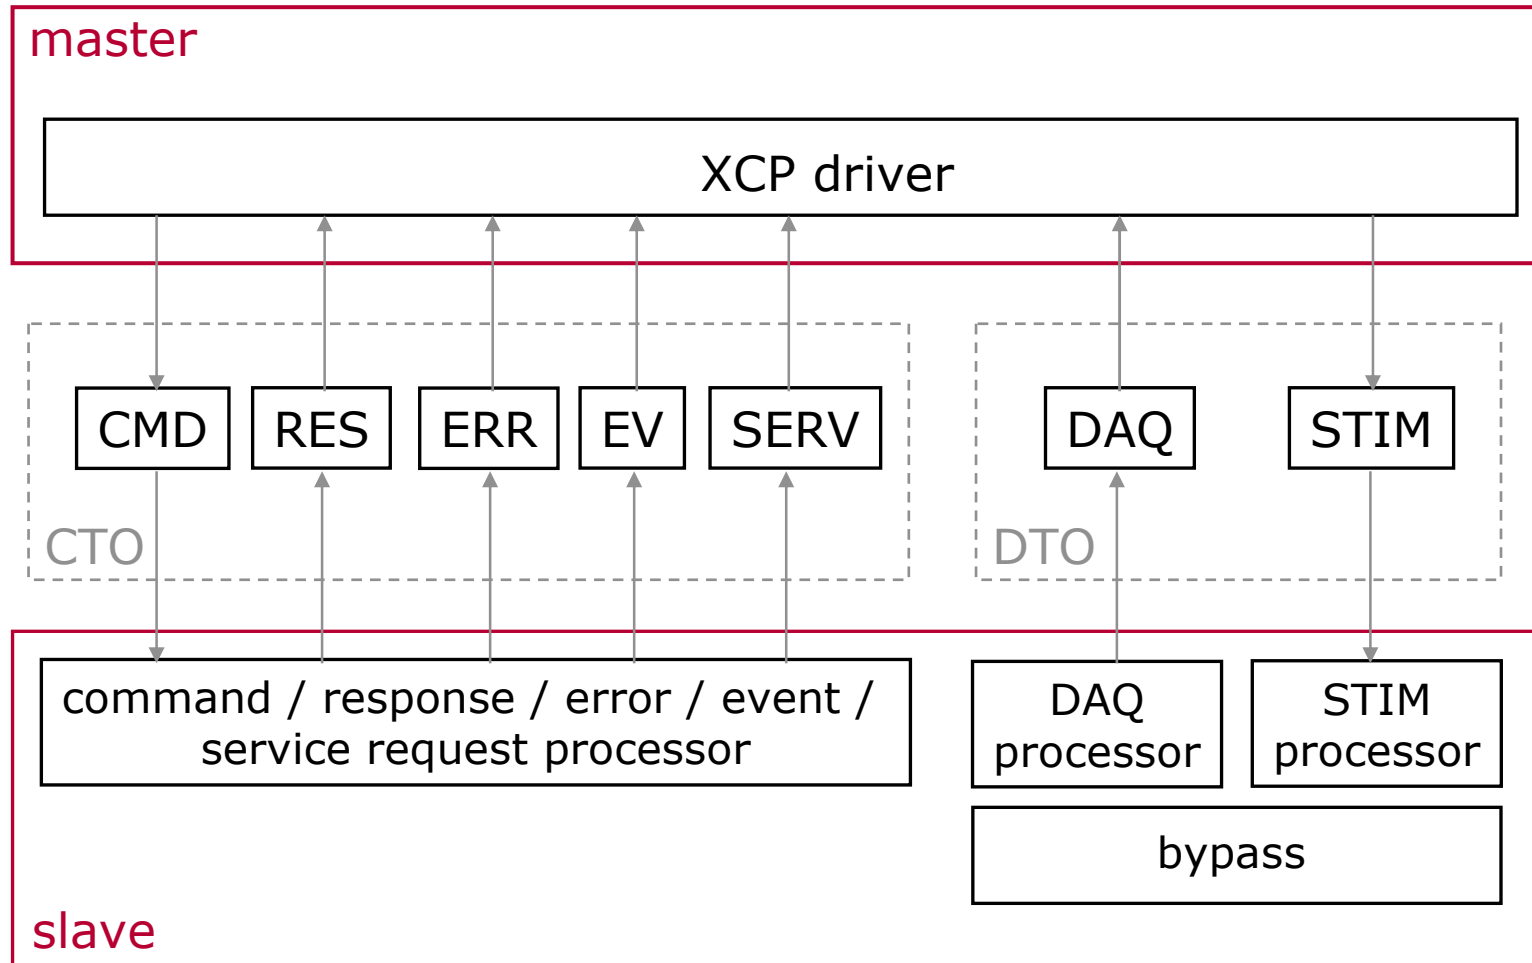 master
XCP driver
CMD RES ERR EV SERV DAQ STIM
CTO DTO
command / response / error / event /
service request processor
DAQ
processor
STIM
processor
bypass
slave